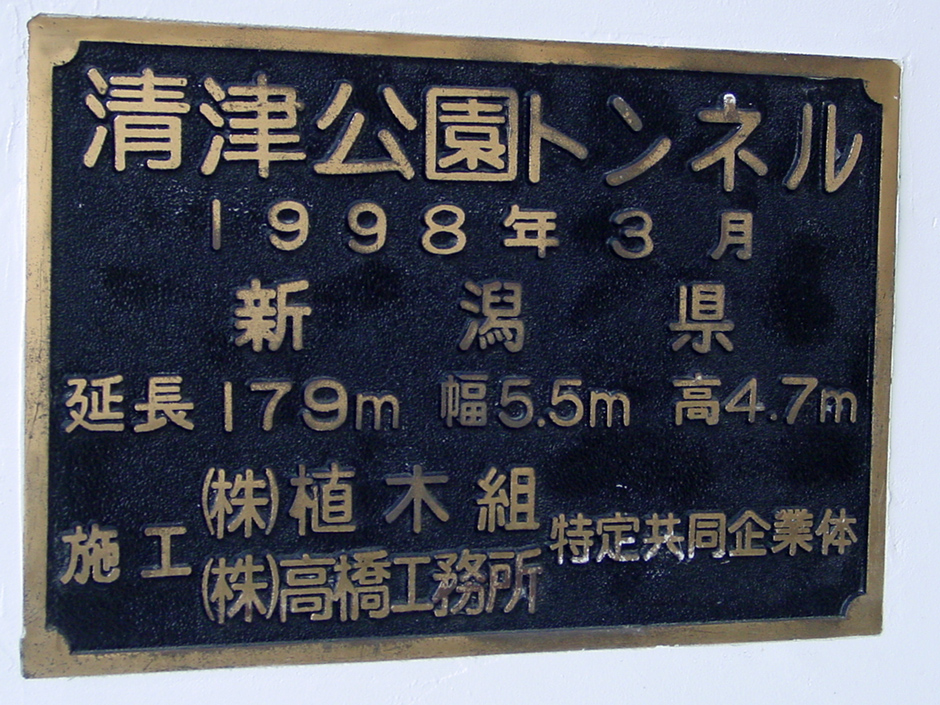 清津公園トンネル
1998年3月
新潟県
延長179m 幅5.5m 高4.7m
施工 (株)植木組 特定共同企業体
(株)高橋工務所